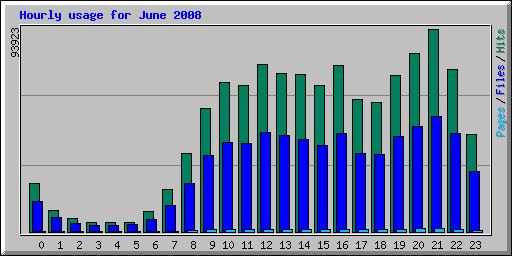 Hourly usage for June 2008
93923
Pages/Files/Hits
0 1 2 3 4 5 6 7 8 9 10 11 12 13 14 15 16 17 18 19 20 21 22 23